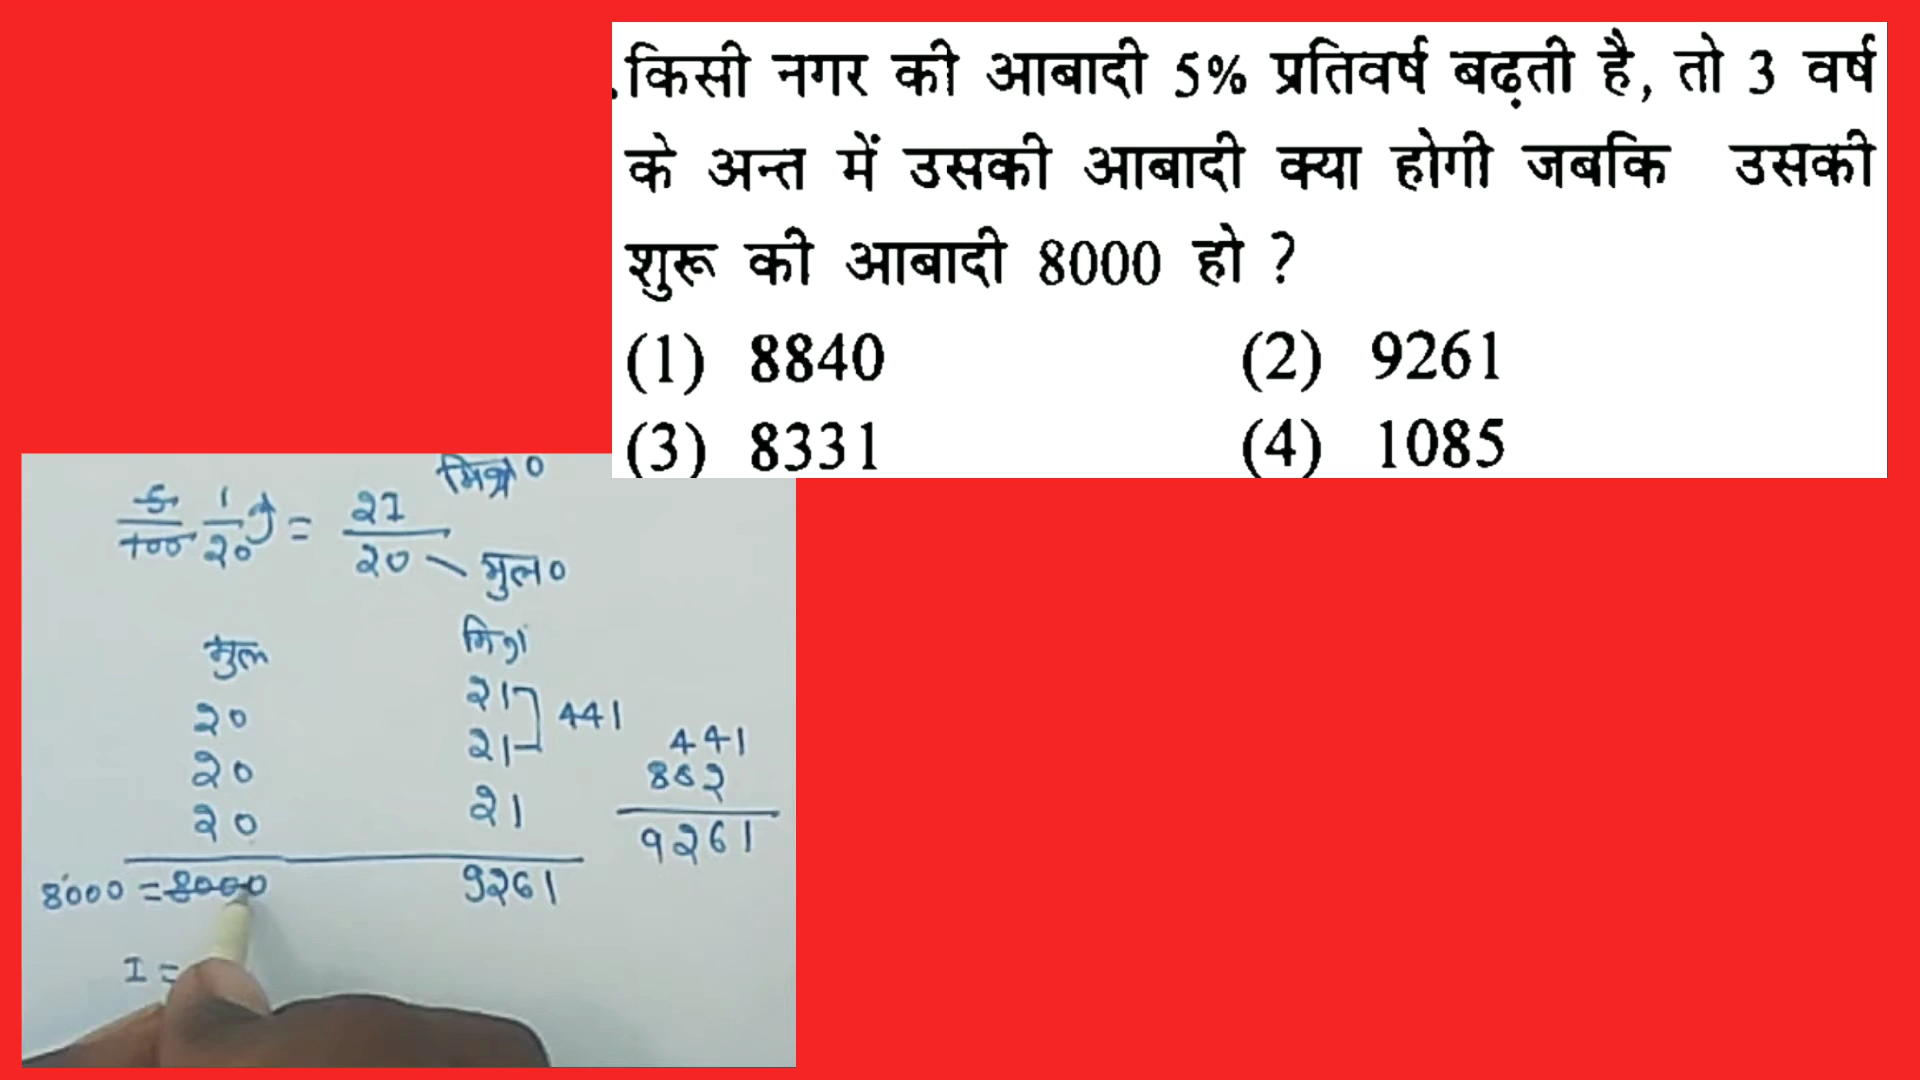 किसी नगर की आबादी 5% प्रतिवर्ष बढ़ती है, तो 3 वर्ष
के अन्त में उसकी आबादी क्या होगी जबकि उसकी
शुरू की आबादी 8000 हो ?
(1) 8840 (2) 9261
(3) 8331 (4) 1085
5/100 1/20 = 21/20 मिश्र० मुल०
मुल मिश्र
20 21
20 21 441
20 21
8000 = 8000 9261
441
882
9261
I =